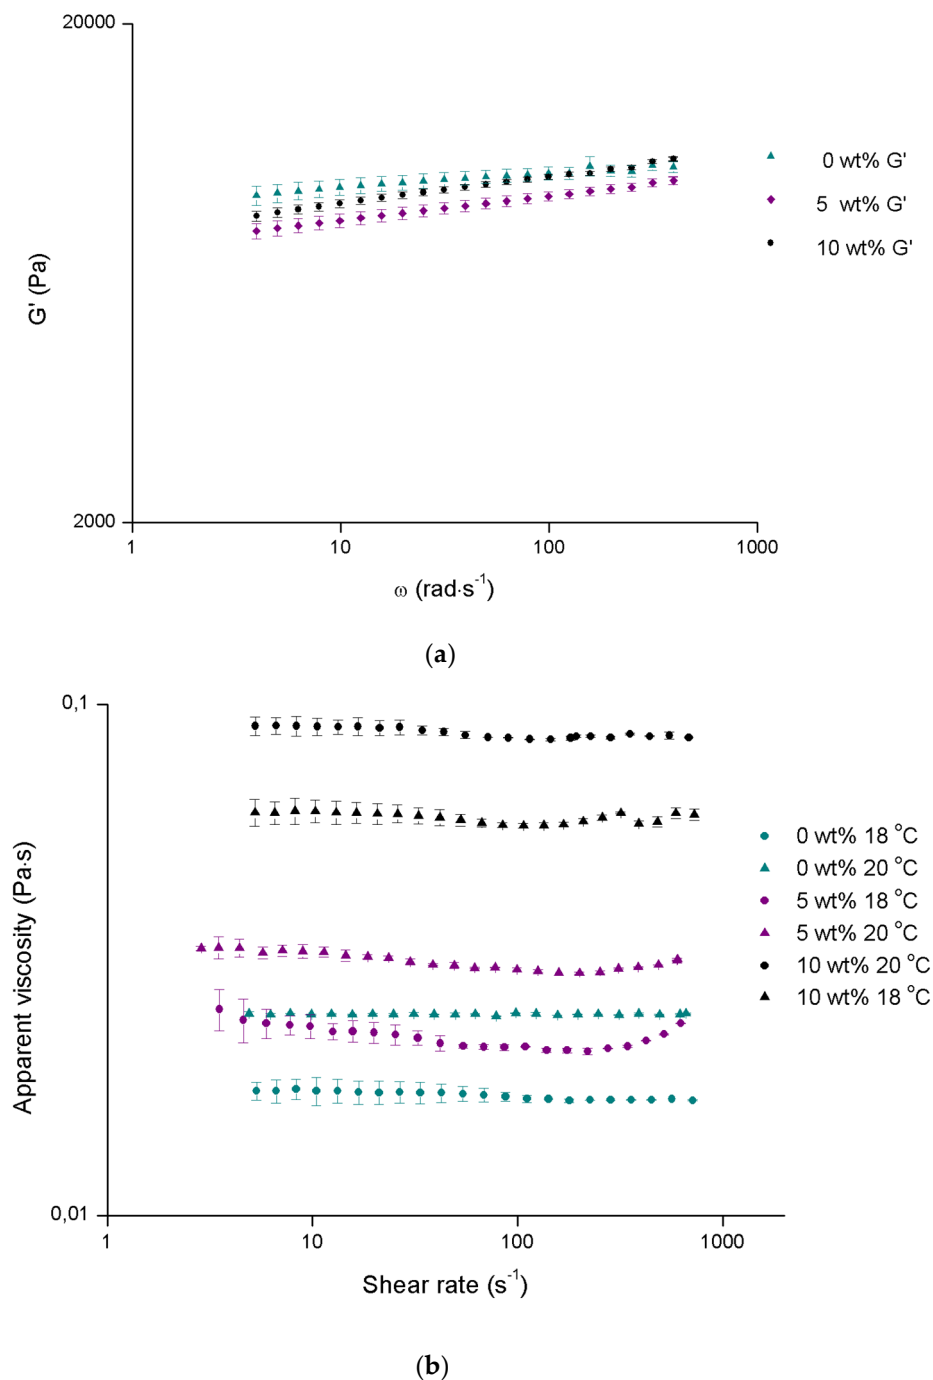 20000
0 wt% G'
5 wt% G'
10 wt% G'
G' (Pa)
2000
1 10 100 1000
ω (rad·s⁻¹)
(a)
0,1
0 wt% 18 °C
0 wt% 20 °C
5 wt% 18 °C
5 wt% 20 °C
10 wt% 20 °C
10 wt% 18 °C
Apparent viscosity (Pa·s)
0,01
1 10 100 1000
Shear rate (s⁻¹)
(b)